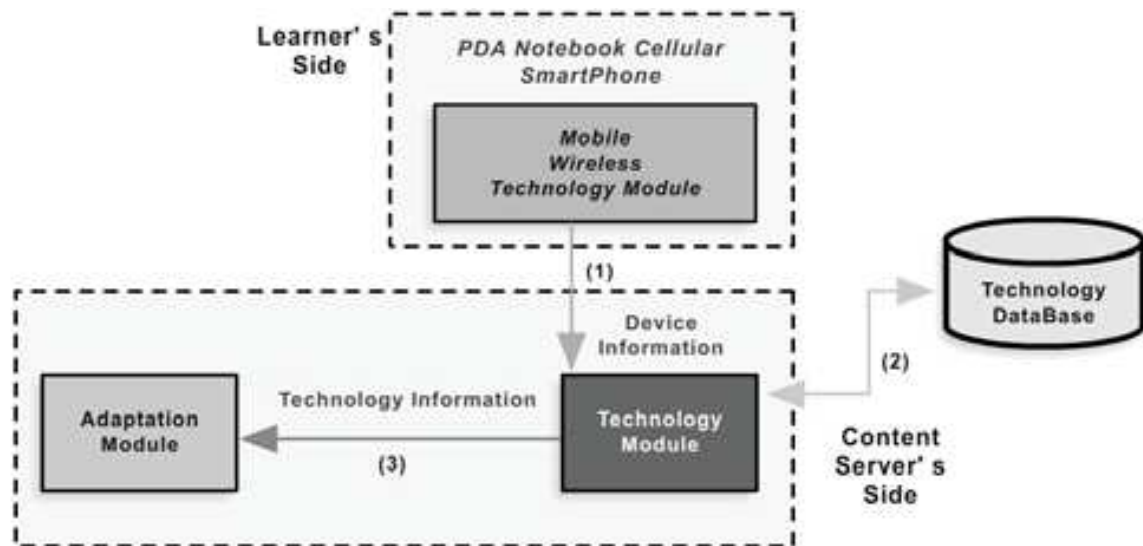 Learner' s
Side
PDA Notebook Cellular
SmartPhone
Mobile
Wireless
Technology Module
(1)
Device
Information
Technology
DataBase
(2)
Adaptation
Module
Technology Information
(3)
Technology
Module
Content
Server' s
Side